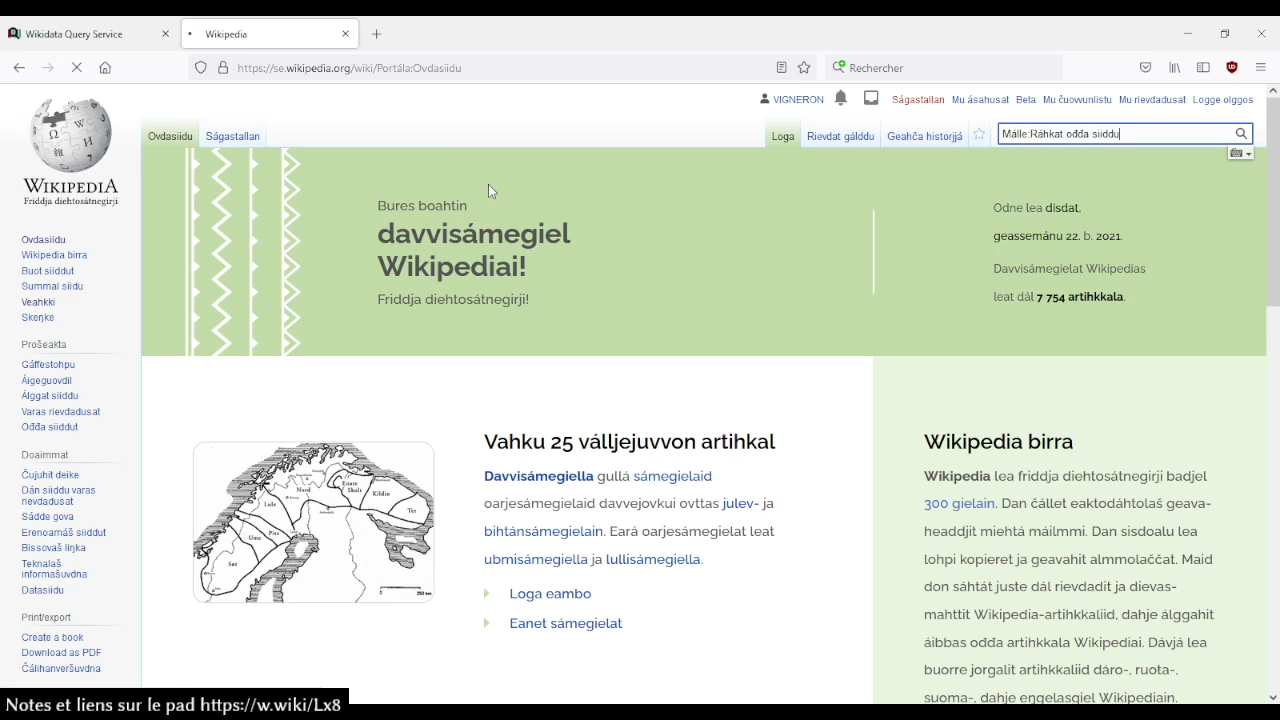 Wikidata Query Service
Wikipedia
https://se.wikipedia.org/wiki/Portála:Ovdasiidu
Rechercher
VIGNERON
Ságastallan
Mu ásahusat
Beta
Mu čuovvunlistu
Mu rievdadusat
Logge olggos
Ovdasiidu
Ságastallan
Loga
Rievdat gálddu
Geahča historjjá
Málle:Ráhkat ođđa siiddu
WIKIPEDIA
Friddja diehtosátnegirji
Ovdasiidu
Wikipedia birra
Buot siiddut
Summal siidu
Veahkki
Skeŋke
Prošeakta
Gáffestohpu
Áigeguovdil
Álggat siiddu
Varas rievdadusat
Ođđa siiddut
Doaimmat
Čujuhit deike
Dán siiddu varas
rievdadusat
Sádde gova
Erenoamáš siiddut
Bissovaš liŋka
Teknalaš
informašuvdna
Datasiidu
Print/export
Create a book
Download as PDF
Čálihanveršuvdna
Bures boahtin
davvisámegiel
Wikipediai!
Friddja diehtosátnegirji!
Odne lea disdat,
geassemánu 22. b. 2021.
Davvisámegielat Wikipedias
leat dál 7 754 artihkkala.
Vahku 25 válljejuvvon artihkal
Davvisámegiella gullá sámegielaid
oarjesámegielaid davvejovkui ovttas julev- ja
bihtánsámegielain. Eará oarjesámegielat leat
ubmisámegiella ja lullisámegiella.
Loga eambo
Eanet sámegielat
Wikipedia birra
Wikipedia lea friddja diehtosátnegirji badjel
300 gielain. Dan čállet eaktodáhtolaš geava-
headdjit miehtá máilmmi. Dan sisdoalu lea
lohpi kopieret ja geavahit almmolaččat. Maid
don sáhtát juste dál rievdadit ja dievas-
mahttit Wikipedia-artihkkaliid, dahje álggahit
áibbas ođđa artihkkala Wikipediai. Dávjá lea
buorre jorgalit artihkkaliid dáro-, ruota-,
suoma-, dahje eŋgelasgiel Wikipediain.
Notes et liens sur le pad https://w.wiki/Lx8